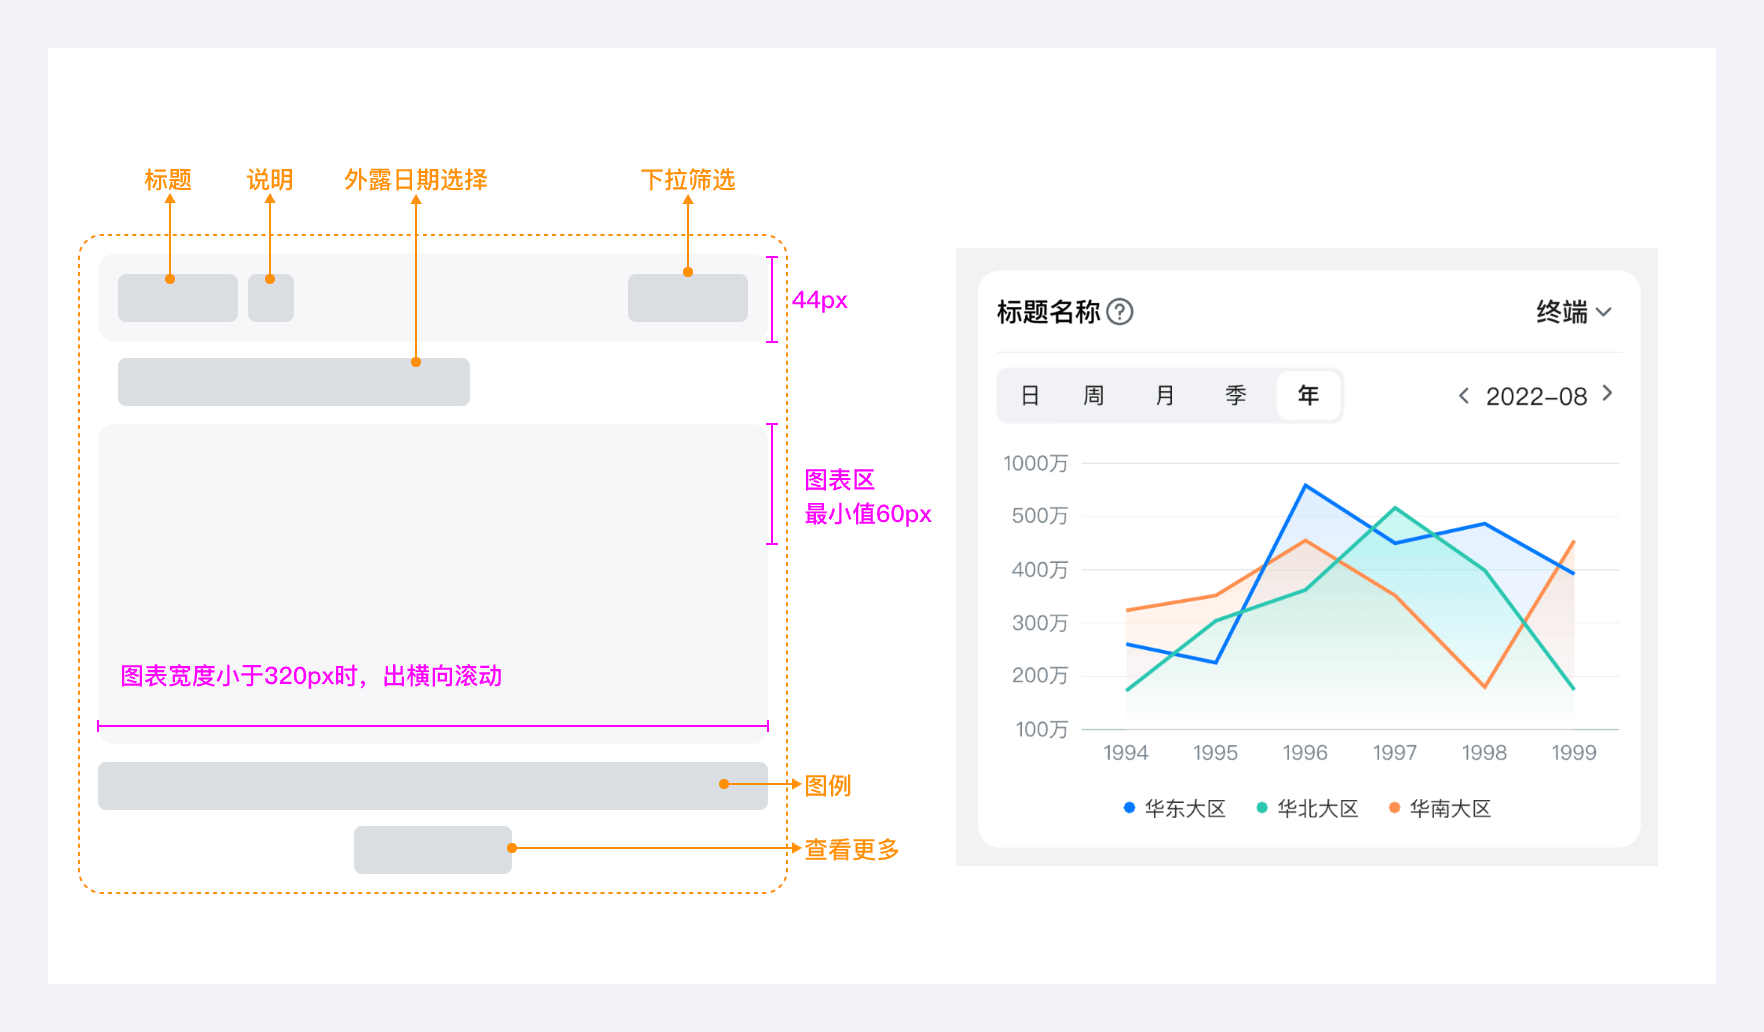 标题
说明
外露日期选择
下拉筛选
44px
图表区
最小值60px
图表宽度小于320px时，出横向滚动
图例
查看更多
标题名称?
终端
日 周 月 季 年
2022-08
1000万
500万
400万
300万
200万
100万
1994 1995 1996 1997 1998 1999
华东大区 华北大区 华南大区